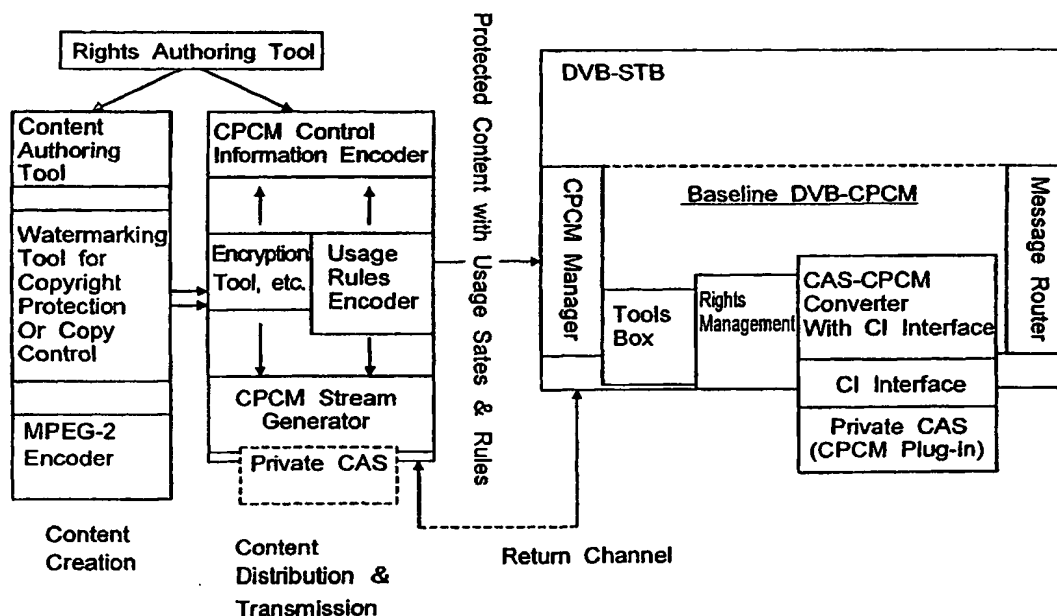 Rights Authoring Tool
Content
Authoring
Tool
Watermarking
Tool for
Copyright
Protection
Or Copy
Control
MPEG-2
Encoder
Content
Creation
CPCM Control
Information Encoder
Encryption
Tool, etc.
Usage
Rules
Encoder
CPCM Stream
Generator
Private CAS
Content
Distribution &
Transmission
Protected Content with Usage Sates & Rules
Return Channel
DVB-STB
CPCM Manager
Baseline DVB-CPCM
Tools
Box
Rights
Management
CAS-CPCM
Converter
With CI Interface
CI Interface
Private CAS
(CPCM Plug-in)
Message Router